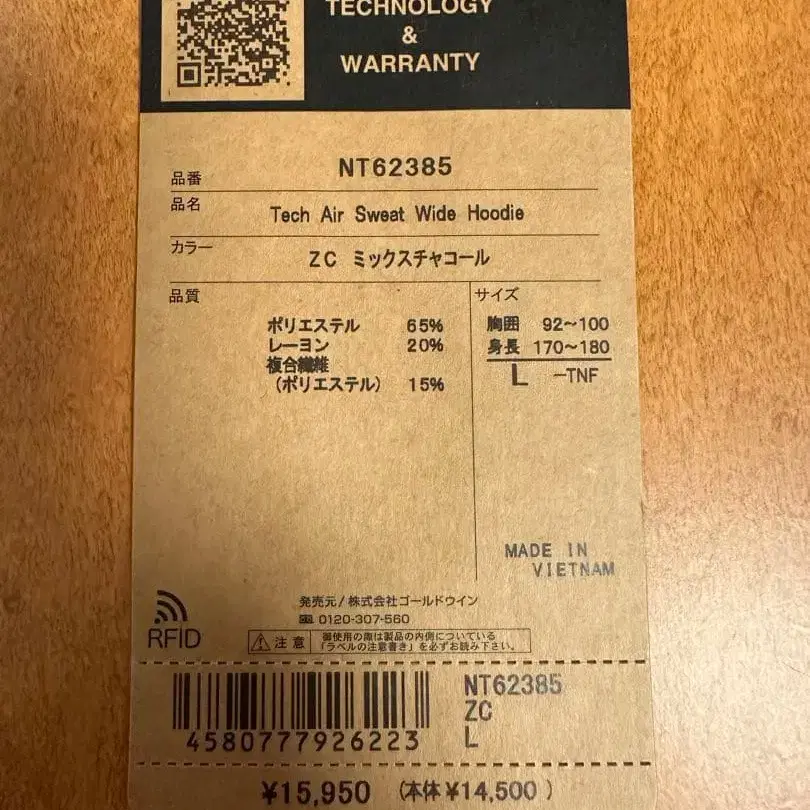 TECHNOLOGY
&
WARRANTY
品番 NT62385
品名 Tech Air Sweat Wide Hoodie
カラー ZC ミックスチャコール
品質
ポリエステル 65%
レーヨン 20%
複合繊維
(ポリエステル) 15%
サイズ
胸囲 92〜100
身長 170〜180
L -TNF
MADE IN
VIETNAM
発売元/株式会社ゴールドウイン
0120-307-560
RFID
注意
御使用の際は製品の内側についている
「ラベルの注意書き」を必ずお読み下さい。
4580777926223
NT62385
ZC
L
¥15,950 (本体¥14,500 )